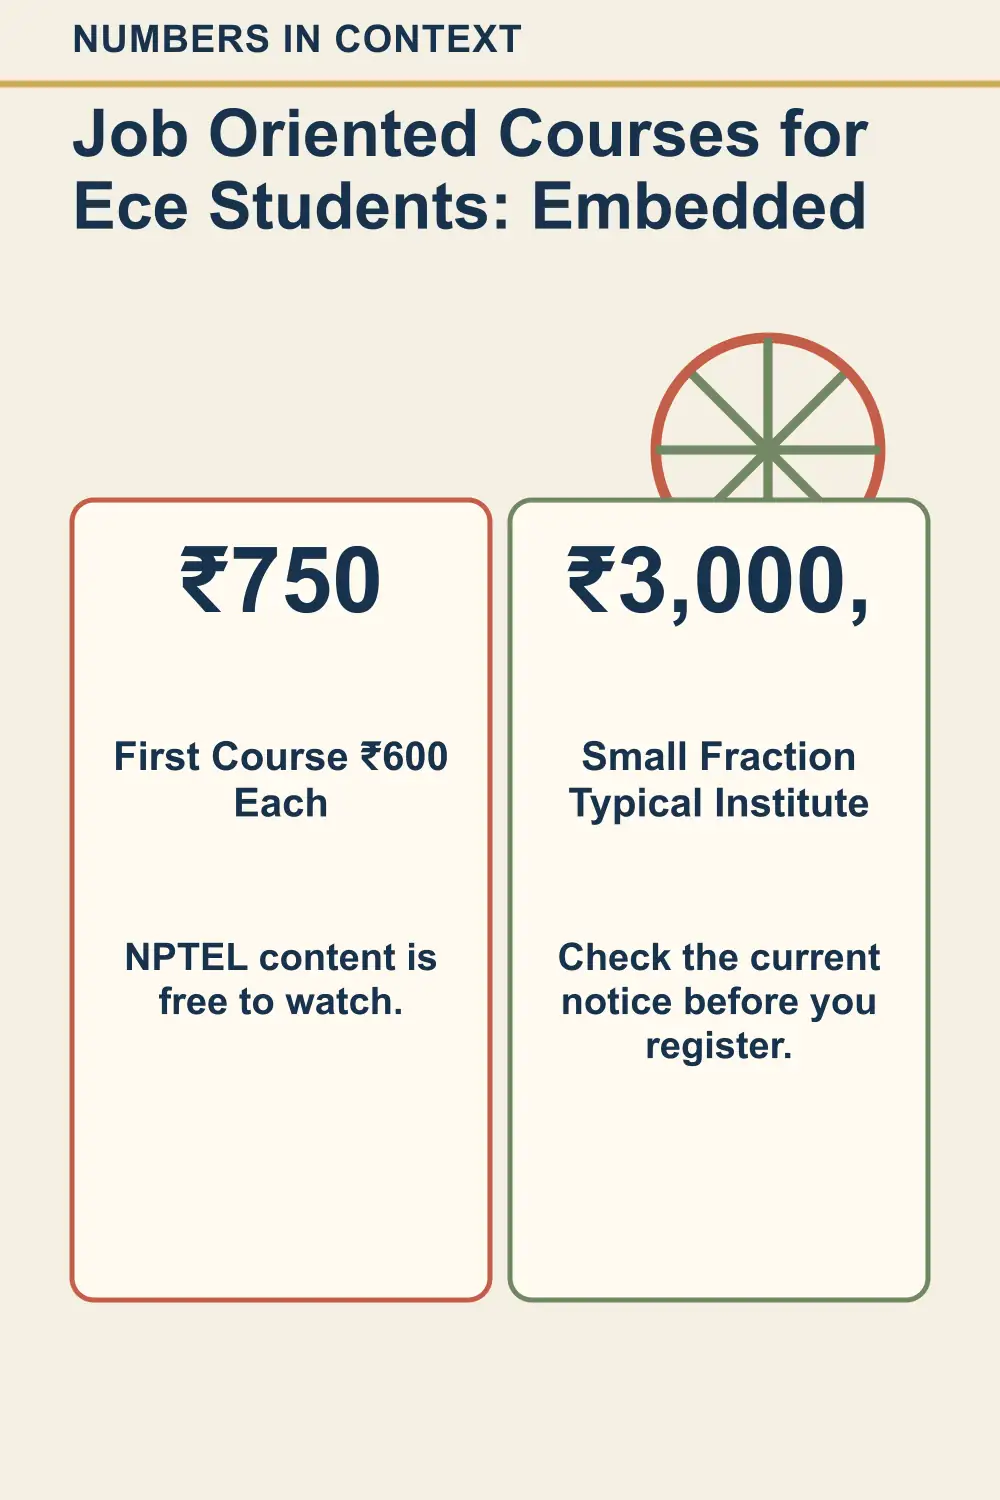 NUMBERS IN CONTEXT
Job Oriented Courses for
Ece Students: Embedded
₹750
First Course ₹600
Each
NPTEL content is
free to watch.
₹3,000,
Small Fraction
Typical Institute
Check the current
notice before you
register.